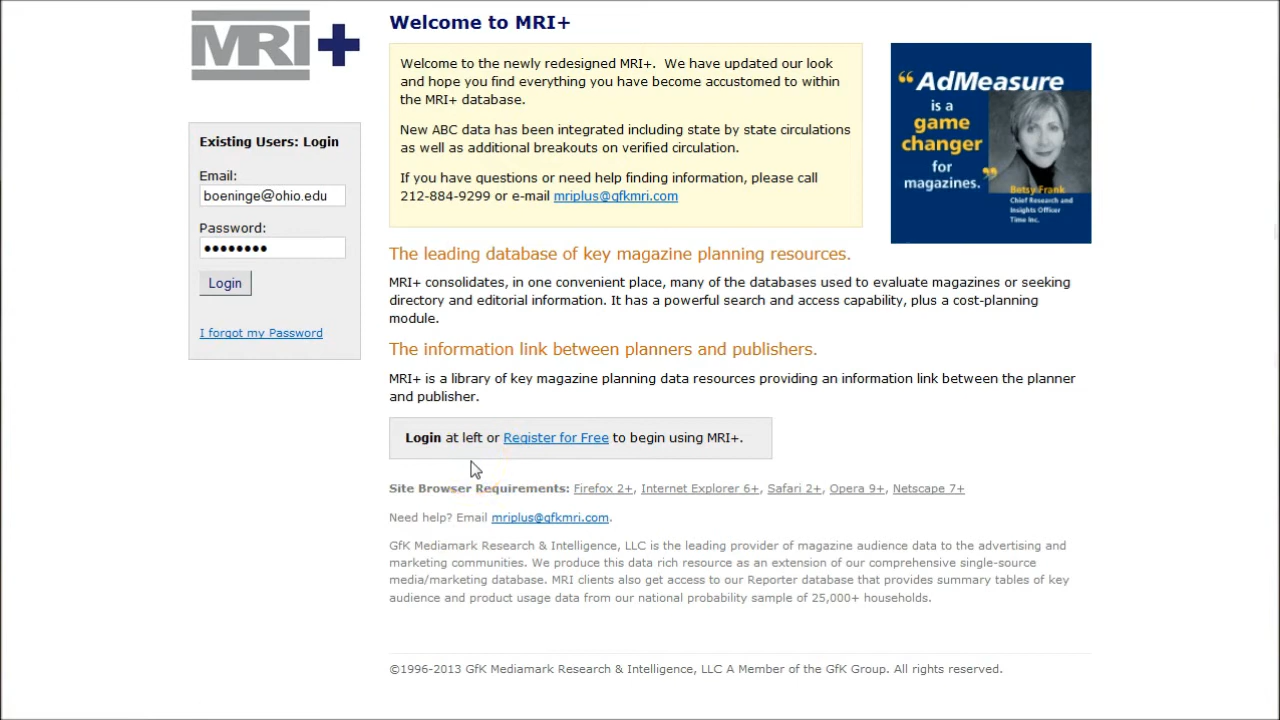 MRI+
Existing Users: Login
Email:
boeninge@ohio.edu
Password:
●●●●●●●●
Login
I forgot my Password
Welcome to MRI+
Welcome to the newly redesigned MRI+. We have updated our look
and hope you find everything you have become accustomed to within
the MRI+ database.
New ABC data has been integrated including state by state circulations
as well as additional breakouts on verified circulation.
If you have questions or need help finding information, please call
212-884-9299 or e-mail mriplus@gfkmri.com
“AdMeasure
is a
game
changer
for
magazines.”
Betsy Frank
Chief Research and
Insights Officer
Time Inc.
The leading database of key magazine planning resources.
MRI+ consolidates, in one convenient place, many of the databases used to evaluate magazines or seeking
directory and editorial information. It has a powerful search and access capability, plus a cost-planning
module.
The information link between planners and publishers.
MRI+ is a library of key magazine planning data resources providing an information link between the planner
and publisher.
Login at left or Register for Free to begin using MRI+.
Site Browser Requirements: Firefox 2+, Internet Explorer 6+, Safari 2+, Opera 9+, Netscape 7+
Need help? Email mriplus@gfkmri.com.
GfK Mediamark Research & Intelligence, LLC is the leading provider of magazine audience data to the advertising and
marketing communities. We produce this data rich resource as an extension of our comprehensive single-source
media/marketing database. MRI clients also get access to our Reporter database that provides summary tables of key
audience and product usage data from our national probability sample of 25,000+ households.
©1996-2013 GfK Mediamark Research & Intelligence, LLC A Member of the GfK Group. All rights reserved.